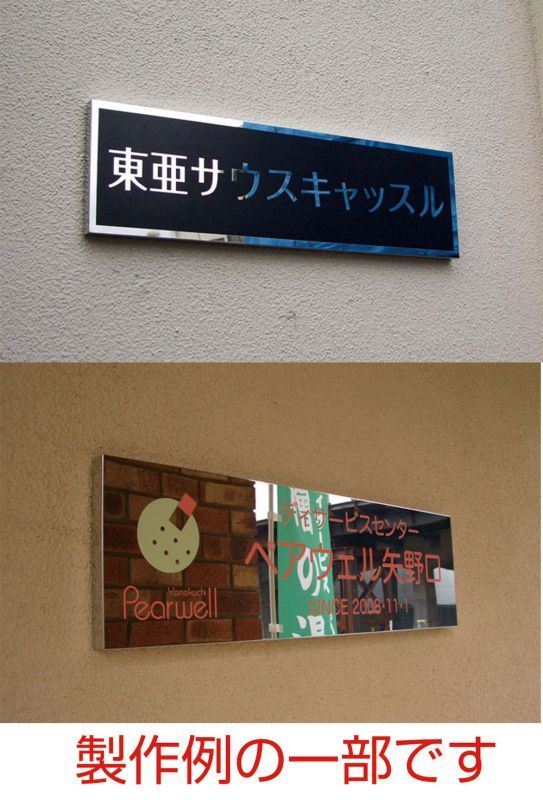 東亜サウスキャッスル
デイサービスセンター
ペアウェル矢野口
SINCE 2008・11・1
Yanokuchi
Pearwell
製作例の一部です